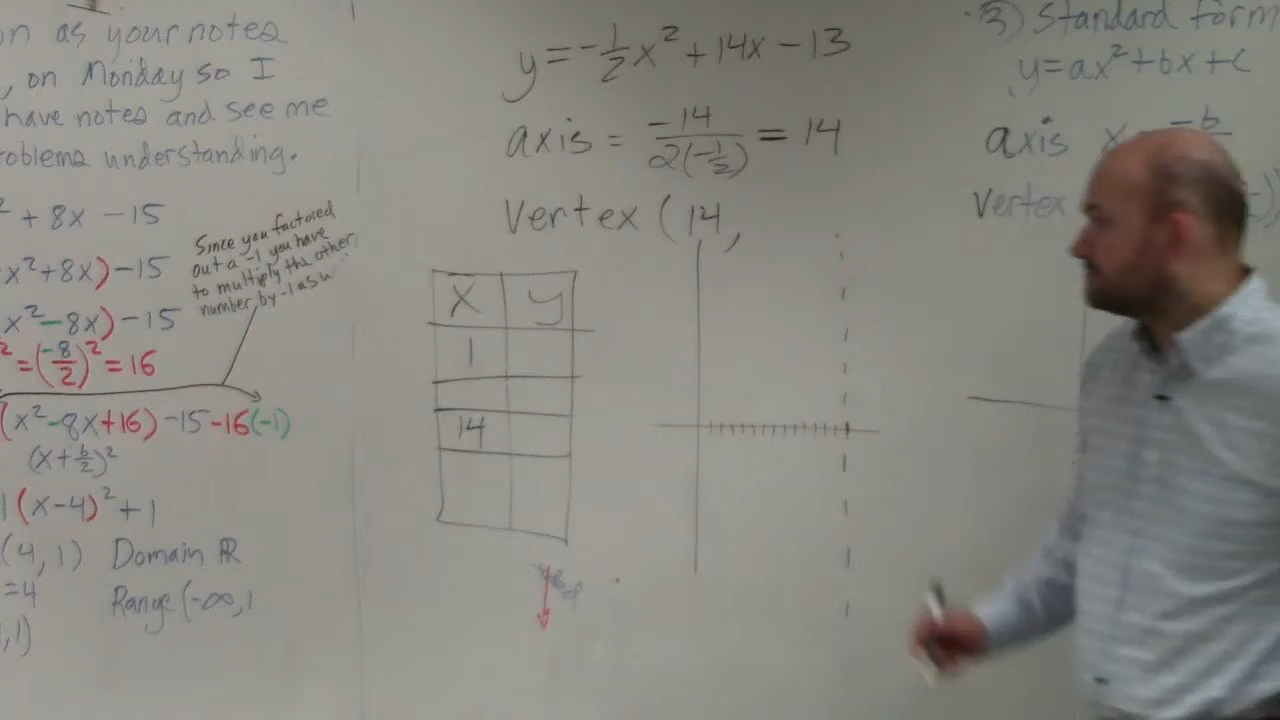 on as your notes
, on Monday so I
have notes and see me
roblems understanding.
² + 8x - 15
x² + 8x) - 15
x² - 8x) - 15
² = (-8/2)² = 16
(x² - 8x + 16) - 15 - 16(-1)
(x + b/2)²
1(x - 4)² + 1
(4, 1) Domain ℝ
= 4 Range (-∞, 1
, 1)
Since you factored
out a -1 you have
to multiply the other
number by -1 as
y = -1/2x² + 14x - 13
axis = -14/2(-1/2) = 14
Vertex (14,
X y
1
14
3) Standard form
y = ax² + bx + c
axis x -b
Vertex